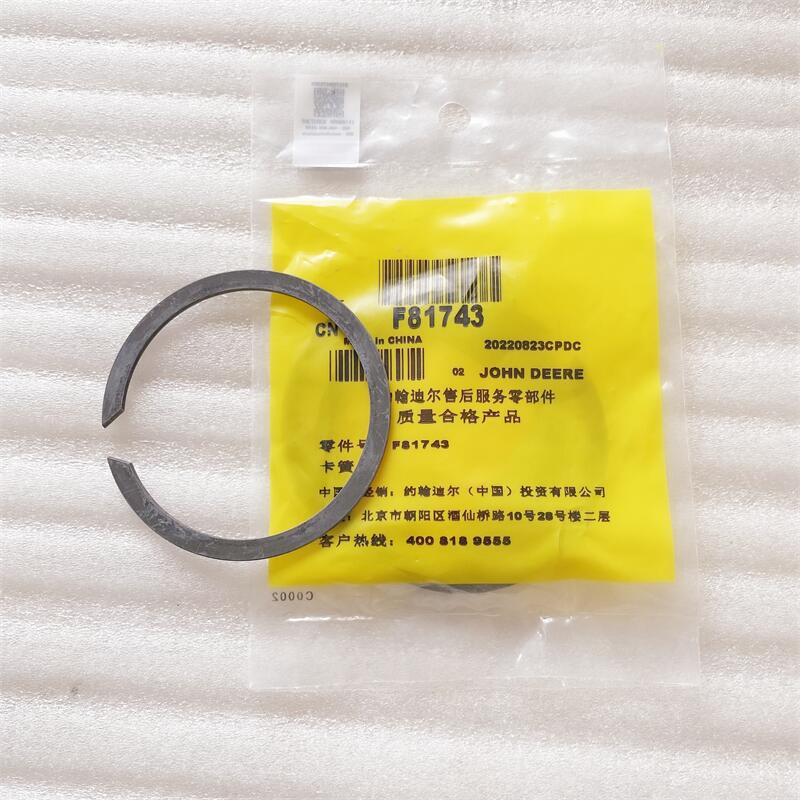 F81743
CN
in CHINA
20220823CPDC
02 JOHN DEERE
翰迪尔售后服务零部件
质量合格产品
零件号 F81743
卡簧
中国 经销：约翰迪尔（中国）投资有限公司
北京市朝阳区酒仙桥路10号28号楼二层
客户热线：400 818 9555
C0002